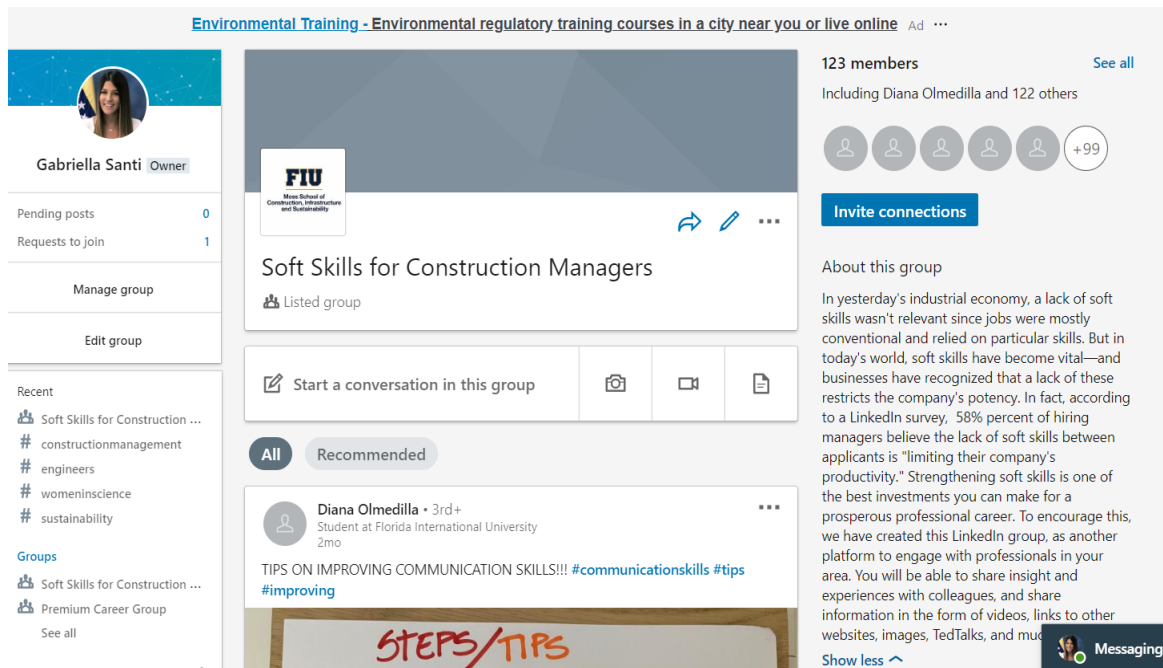 Environmental Training - Environmental regulatory training courses in a city near you or live online Ad ...
Gabriella Santi Owner
Pending posts 0
Requests to join 1
Manage group
Edit group
Recent
Soft Skills for Construction ...
# constructionmanagement
# engineers
# womeninscience
# sustainability
Groups
Soft Skills for Construction ...
Premium Career Group
See all
FIU
Moss School of
Construction, Infrastructure
and Sustainability
Soft Skills for Construction Managers
Listed group
Start a conversation in this group
All Recommended
Diana Olmedilla • 3rd+
Student at Florida International University
2mo
TIPS ON IMPROVING COMMUNICATION SKILLS!!! #communicationskills #tips
#improving
STEPS/TIPS
123 members See all
Including Diana Olmedilla and 122 others
+99
Invite connections
About this group
In yesterday's industrial economy, a lack of soft
skills wasn't relevant since jobs were mostly
conventional and relied on particular skills. But in
today's world, soft skills have become vital—and
businesses have recognized that a lack of these
restricts the company's potency. In fact, according
to a LinkedIn survey, 58% percent of hiring
managers believe the lack of soft skills between
applicants is "limiting their company's
productivity." Strengthening soft skills is one of
the best investments you can make for a
prosperous professional career. To encourage this,
we have created this LinkedIn group, as another
platform to engage with professionals in your
area. You will be able to share insight and
experiences with colleagues, and share
information in the form of videos, links to other
websites, images, TedTalks, and
Show less
Messaging